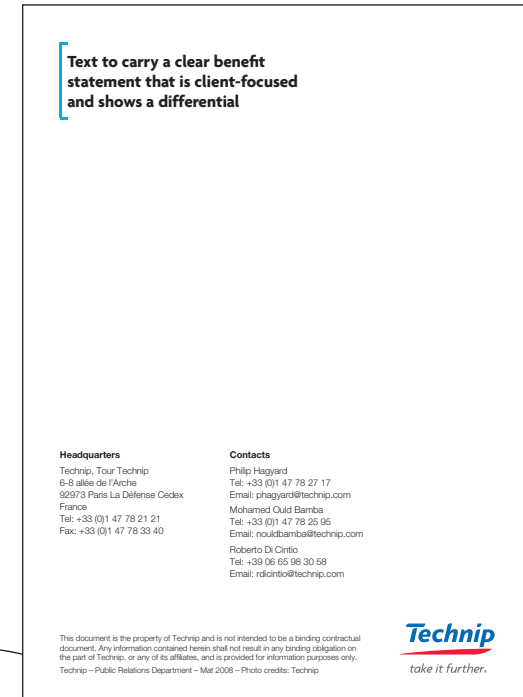 Text to carry a clear benefit
statement that is client-focused
and shows a differential
Headquarters
Technip, Tour Technip
6-8 allée de l'Arche
92973 Paris La Défense Cedex
France
Tel: +33 (0)1 47 78 21 21
Fax: +33 (0)1 47 78 33 40
Contacts
Philip Hagyard
Tel: +33 (0)1 47 78 27 17
Email: phagyard@technip.com
Mohamed Ould Bamba
Tel: +33 (0)1 47 78 25 95
Email: nouldbamba@technip.com
Roberto Di Cintio
Tel: +39 06 65 98 30 58
Email: rdicintio@technip.com
This document is the property of Technip and is not intended to be a binding contractual
document. Any information contained herein shall not result in any binding obligation on
the part of Technip, or any of its affiliates, and is provided for information purposes only.
Technip – Public Relations Department – Mat 2008 – Photo credits: Technip
Technip
take it further.